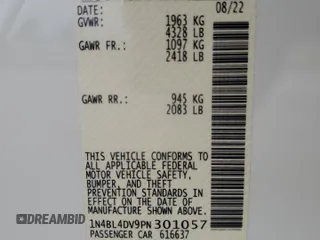 DATE: 08/22
GVWR: 1963 KG
4328 LB
GAWR FR.: 1097 KG
2418 LB
GAWR RR.: 945 KG
2083 LB
THIS VEHICLE CONFORMS TO
ALL APPLICABLE FEDERAL
MOTOR VEHICLE SAFETY,
BUMPER, AND THEFT
PREVENTION STANDARDS IN
EFFECT ON THE DATE OF
MANUFACTURE SHOWN ABOVE.
1N4BL4DV9PN301057
PASSENGER CAR 616637
DREDBIDDER